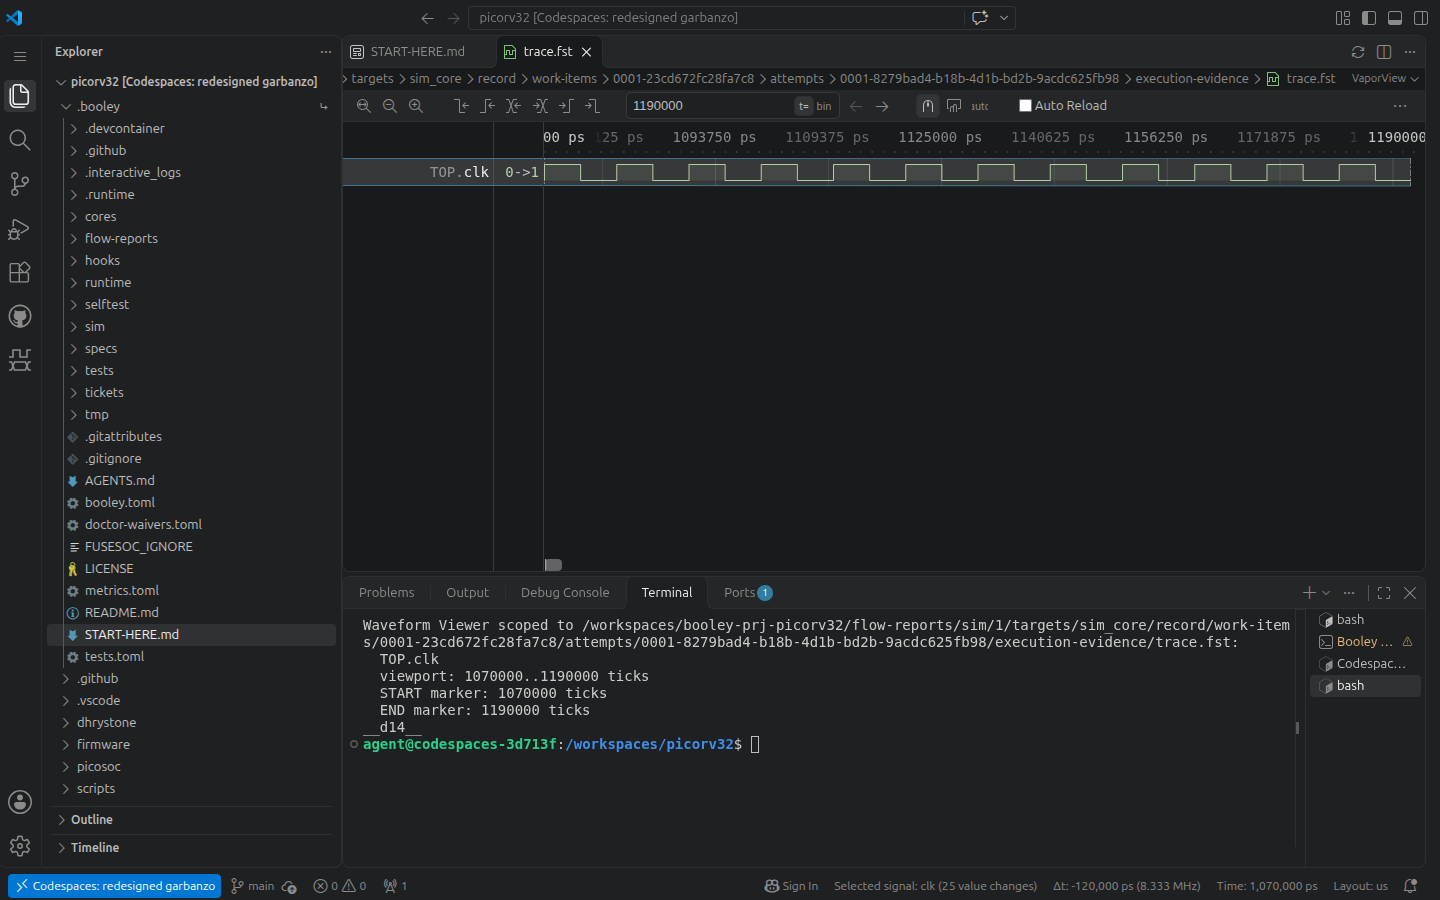 picorv32 [Codespaces: redesigned garbanzo]
Explorer
picorv32 [Codespaces: redesigned garbanzo]
.booley
.devcontainer
.github
.interactive_logs
.runtime
cores
flow-reports
hooks
runtime
selftest
sim
specs
tests
tickets
tmp
.gitattributes
.gitignore
AGENTS.md
booley.toml
doctor-waivers.toml
FUSESOC_IGNORE
LICENSE
metrics.toml
README.md
START-HERE.md
tests.toml
.github
.vscode
dhrystone
firmware
picosoc
scripts
Outline
Timeline
START-HERE.md
trace.fst
targets sim_core record work-items 0001-23cd672fc28fa7c8 attempts 0001-8279bad4-b18b-4d1b-bd2b-9acdc625fb98 execution-evidence trace.fst VaporView
1190000 t= bin Auto Reload
00 ps 125 ps 1093750 ps 1109375 ps 1125000 ps 1140625 ps 1156250 ps 1171875 ps 1 1190000
TOP.clk 0->1
Problems Output Debug Console Terminal Ports 1
Waveform Viewer scoped to /workspaces/booley-prj-picorv32/flow-reports/sim/1/targets/sim_core/record/work-item
s/0001-23cd672fc28fa7c8/attempts/0001-8279bad4-b18b-4d1b-bd2b-9acdc625fb98/execution-evidence/trace.fst:
TOP.clk
viewport: 1070000..1190000 ticks
START marker: 1070000 ticks
END marker: 1190000 ticks
__d14__
agent@codespaces-3d713f:/workspaces/picorv32$
bash
Booley ...
Codespac...
bash
Codespaces: redesigned garbanzo main 0 0 1 Sign In Selected signal: clk (25 value changes) Δt: -120,000 ps (8.333 MHz) Time: 1,070,000 ps Layout: us